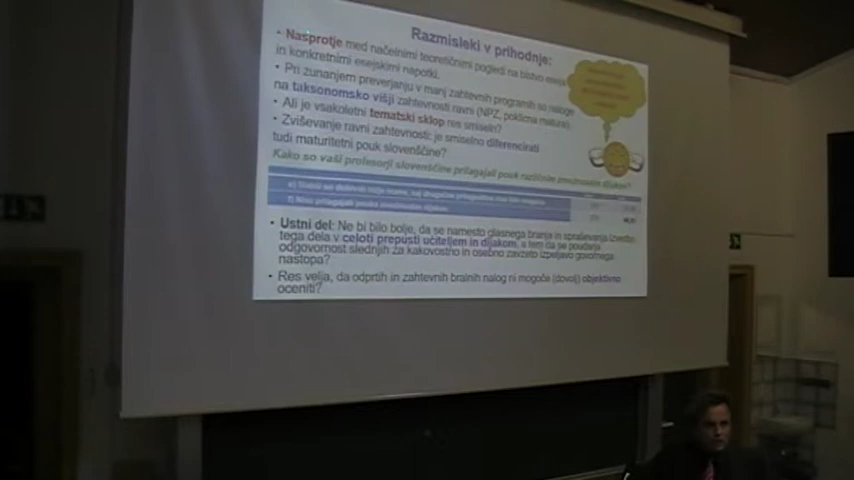 Razmisleki v prihodnje:
• Nasprotje med načelnimi teoretičnimi pogledi na bistvo eseja
in konkretnimi esejskimi napotki.
• Pri zunanjem preverjanju v manj zahtevnih programih so naloge
na taksonomsko višji zahtevnosti ravni (NPZ, poklicna matura).
• Ali je vsakoletni tematski sklop res smiseln?
• Zviševanje ravni zahtevnosti: je smiselno diferencirati
tudi maturitetni pouk slovenščine?
Kako so vaši profesorji slovenščine prilagajali pouk različnim zmožnostim dijakov?
• Ustni del: Ne bi bilo bolje, da se namesto glasnega branja in spraševanja izvedbo
tega dela v celoti prepusti učiteljem in dijakom, s tem da se poudarja
odgovornost slednjih za kakovostno in osebno zavzeto izpeljavo govornega
nastopa?
• Res velja, da odprtih in zahtevnih bralnih nalog ni mogoče (dovolj) objektivno
oceniti?